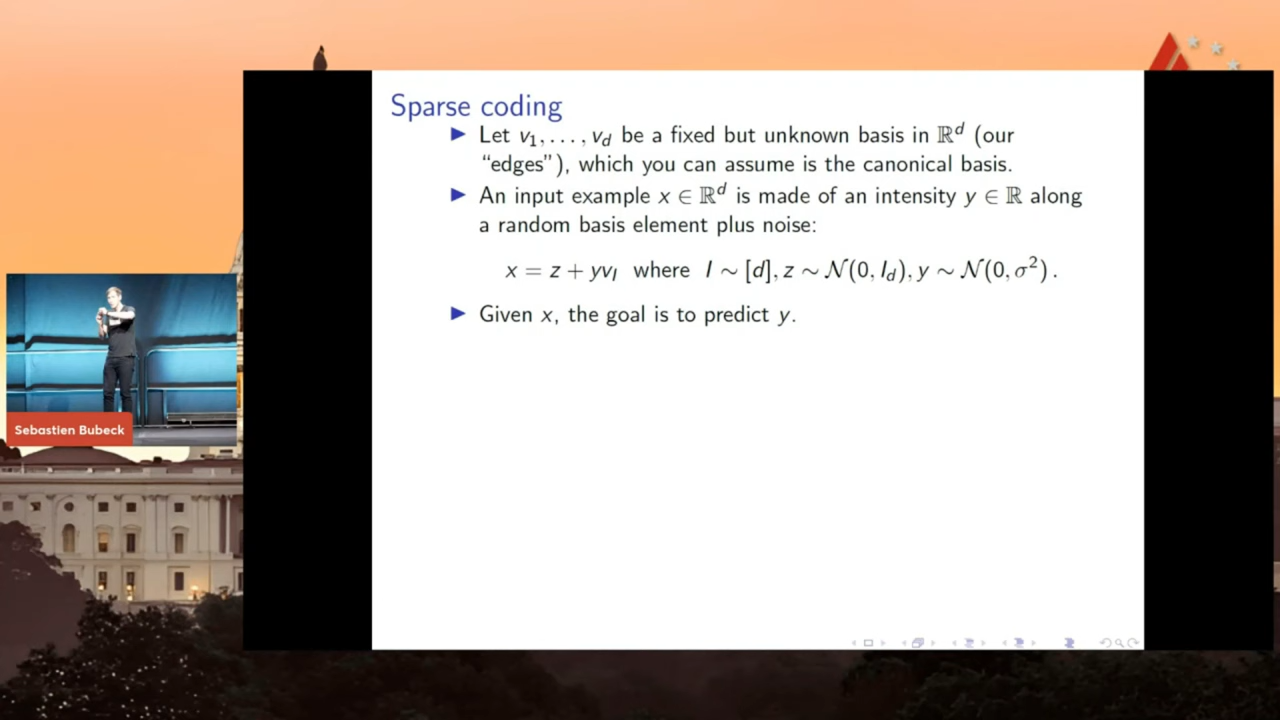 Sparse coding
▶ Let v₁, . . . , v_d be a fixed but unknown basis in ℝᵈ (our
“edges”), which you can assume is the canonical basis.
▶ An input example x ∈ ℝᵈ is made of an intensity y ∈ ℝ along
a random basis element plus noise:
x = z + yv_I where I ∼ [d], z ∼ 𝒩(0, I_d), y ∼ 𝒩(0, σ²) .
▶ Given x, the goal is to predict y.
Sebastien Bubeck